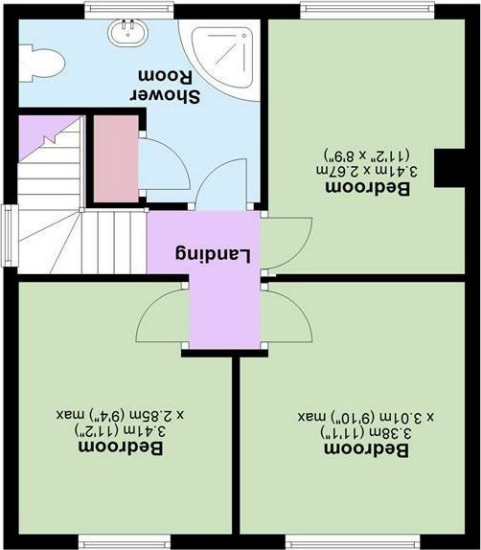 Bedroom
3.38m (11'1")
x 3.01m (9'10") max
Bedroom
3.41m (11'2")
x 2.85m (9'4") max
Landing
Bedroom
3.41m x 2.67m
(11'2" x 8'9")
Shower
Room